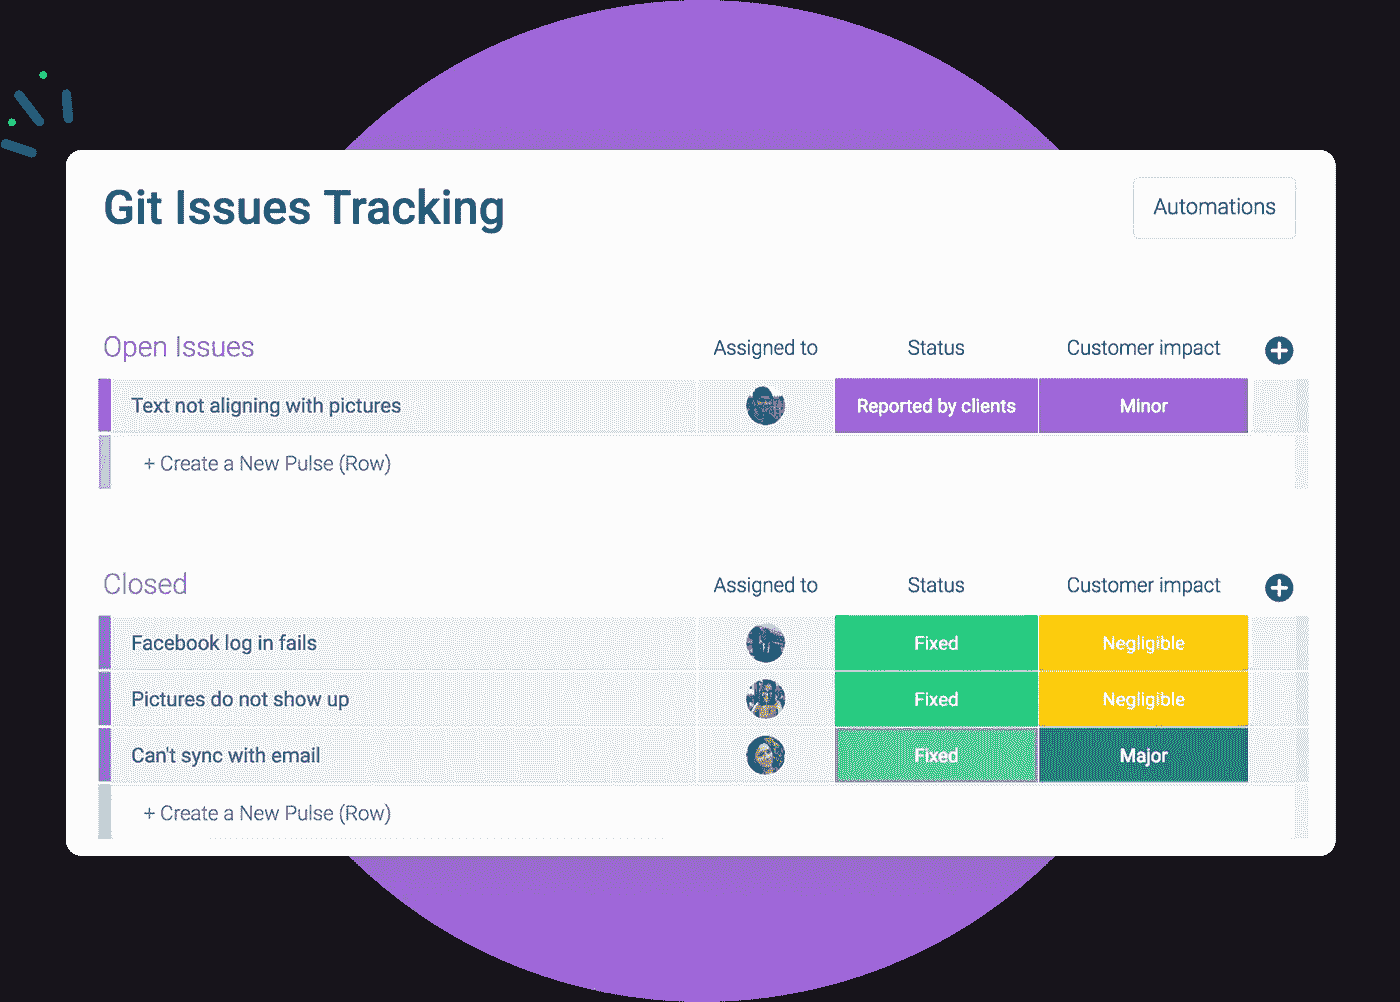 Git Issues Tracking
Automations
Open Issues
Assigned to
Status
Customer impact
Text not aligning with pictures
Reported by clients
Minor
+ Create a New Pulse (Row)
Closed
Assigned to
Status
Customer impact
Facebook log in fails
Fixed
Negligible
Pictures do not show up
Fixed
Negligible
Can't sync with email
Fixed
Major
+ Create a New Pulse (Row)